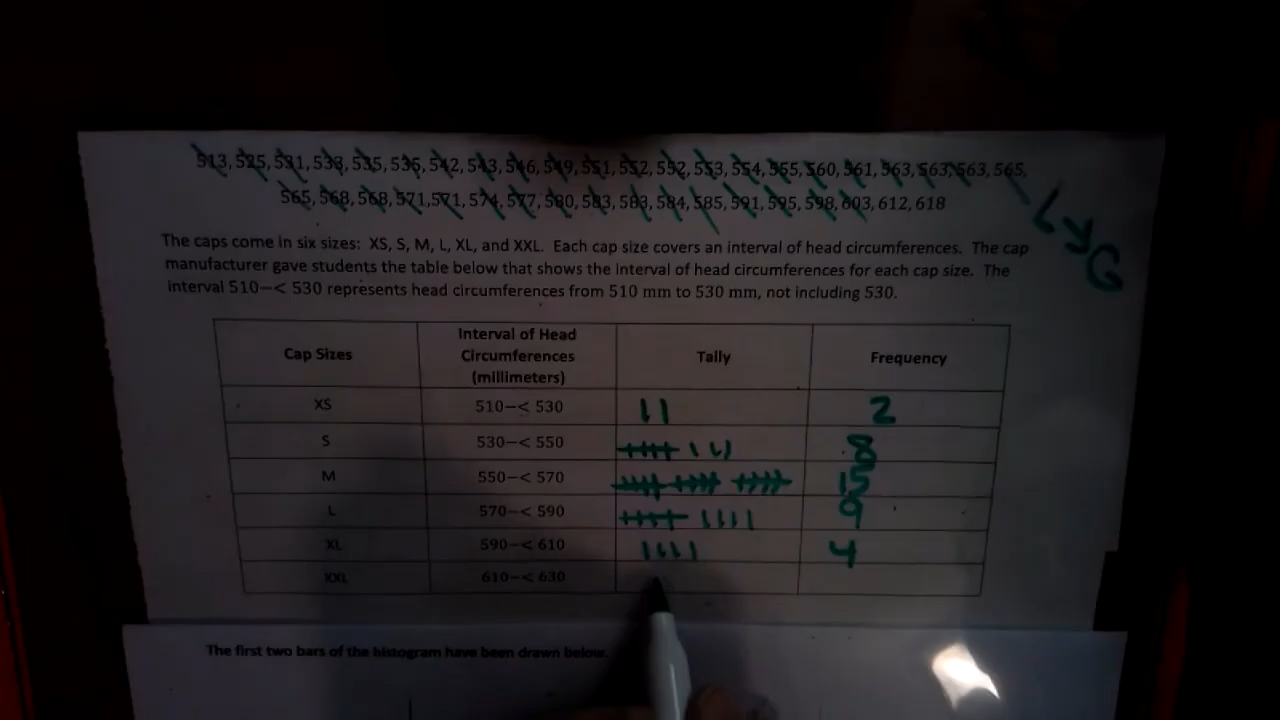 513, 525, 531, 533, 535, 535, 542, 543, 546, 549, 551, 552, 552, 553, 554, 555, 560, 561, 563, 563, 563, 565,
565, 568, 568, 571, 571, 574, 577, 580, 583, 583, 584, 585, 591, 595, 598, 603, 612, 618
The caps come in six sizes: XS, S, M, L, XL, and XXL. Each cap size covers an interval of head circumferences. The cap
manufacturer gave students the table below that shows the interval of head circumferences for each cap size. The
interval 510−< 530 represents head circumferences from 510 mm to 530 mm, not including 530.
Cap Sizes Interval of Head Circumferences (millimeters) Tally Frequency
XS 510−< 530 2
S 530−< 550 8
M 550−< 570 15
L 570−< 590 9
XL 590−< 610 4
XXL 610−< 630
The first two bars of the histogram have been drawn below.